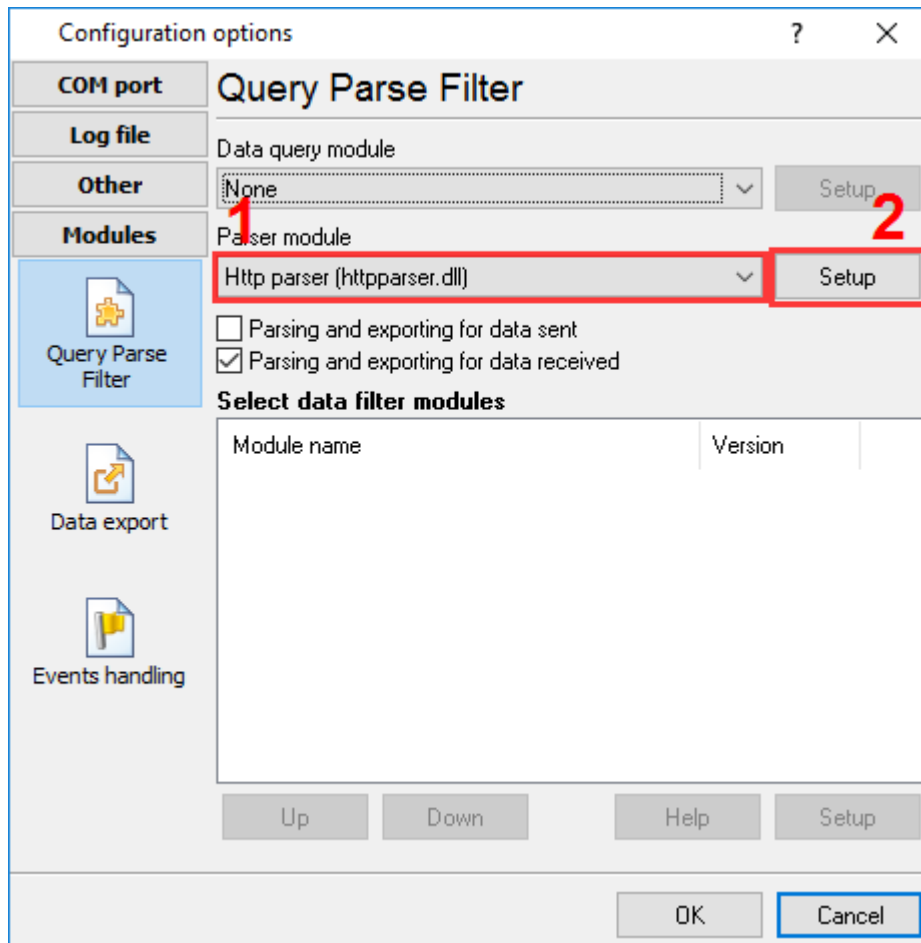 Configuration options
?
COM port
Log file
Other
Modules
Query Parse
Filter
Data export
Events handling
Query Parse Filter
Data query module
None
Setup
1
2
Parser module
Http parser (httpparser.dll)
Setup
Parsing and exporting for data sent
Parsing and exporting for data received
Select data filter modules
Module name Version
Up Down Help Setup
OK Cancel